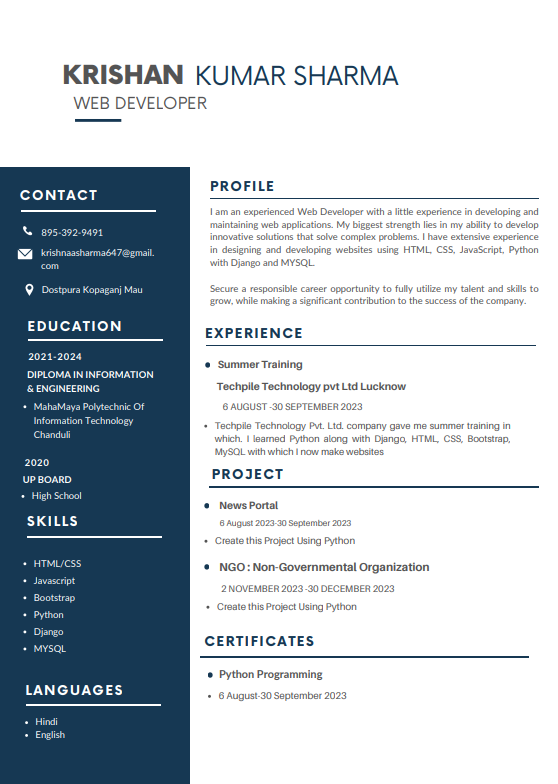 KRISHAN KUMAR SHARMA
WEB DEVELOPER
CONTACT
895-392-9491
krishnaasharma647@gmail.
com
Dostpura Kopaganj Mau
EDUCATION
2021-2024
DIPLOMA IN INFORMATION
& ENGINEERING
• MahaMaya Polytechnic Of
Information Technology
Chanduli
2020
UP BOARD
• High School
SKILLS
• HTML/CSS
• Javascript
• Bootstrap
• Python
• Django
• MYSQL
LANGUAGES
• Hindi
• English
PROFILE
I am an experienced Web Developer with a little experience in developing and
maintaining web applications. My biggest strength lies in my ability to develop
innovative solutions that solve complex problems. I have extensive experience
in designing and developing websites using HTML, CSS, JavaScript, Python
with Django and MYSQL.
Secure a responsible career opportunity to fully utilize my talent and skills to
grow, while making a significant contribution to the success of the company.
EXPERIENCE
• Summer Training
Techpile Technology pvt Ltd Lucknow
6 AUGUST -30 SEPTEMBER 2023
• Techpile Technology Pvt. Ltd. company gave me summer training in
which. I learned Python along with Django, HTML, CSS, Bootstrap,
MySQL with which I now make websites
PROJECT
• News Portal
6 August 2023-30 September 2023
• Create this Project Using Python
• NGO : Non-Governmental Organization
2 NOVEMBER 2023 -30 DECEMBER 2023
• Create this Project Using Python
CERTIFICATES
• Python Programming
• 6 August-30 September 2023